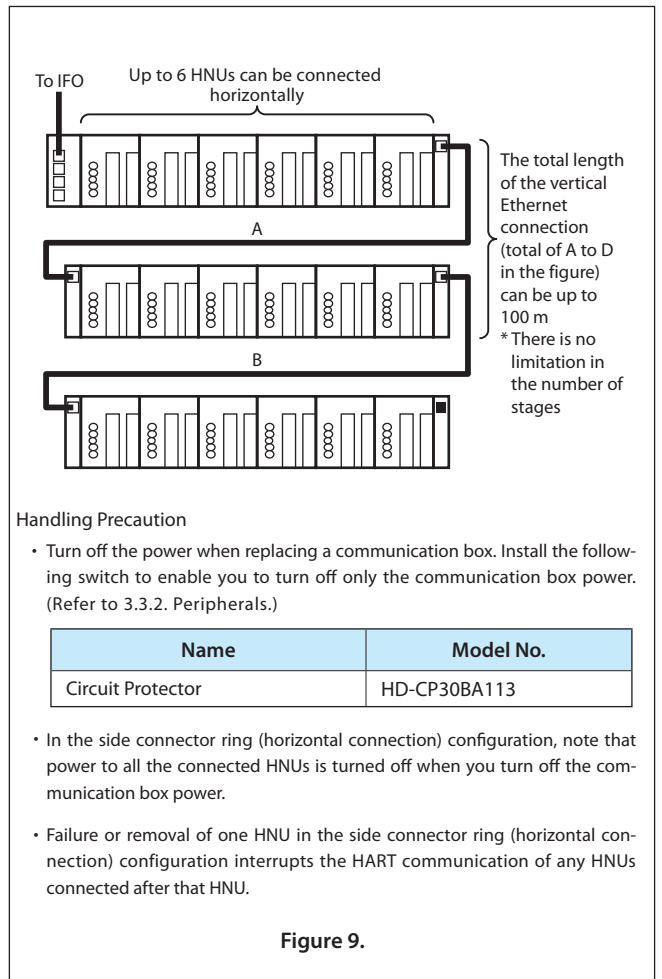 To IFO
Up to 6 HNUs can be connected
horizontally
The total length
of the vertical
Ethernet
connection
(total of A to D
in the figure)
can be up to
100 m
* There is no
limitation in
the number of
stages
A
B
Handling Precaution
• Turn off the power when replacing a communication box. Install the follow-
ing switch to enable you to turn off only the communication box power.
(Refer to 3.3.2. Peripherals.)
Name Model No.
Circuit Protector HD-CP30BA113
• In the side connector ring (horizontal connection) configuration, note that
power to all the connected HNUs is turned off when you turn off the com-
munication box power.
• Failure or removal of one HNU in the side connector ring (horizontal con-
nection) configuration interrupts the HART communication of any HNUs
connected after that HNU.
Figure 9.